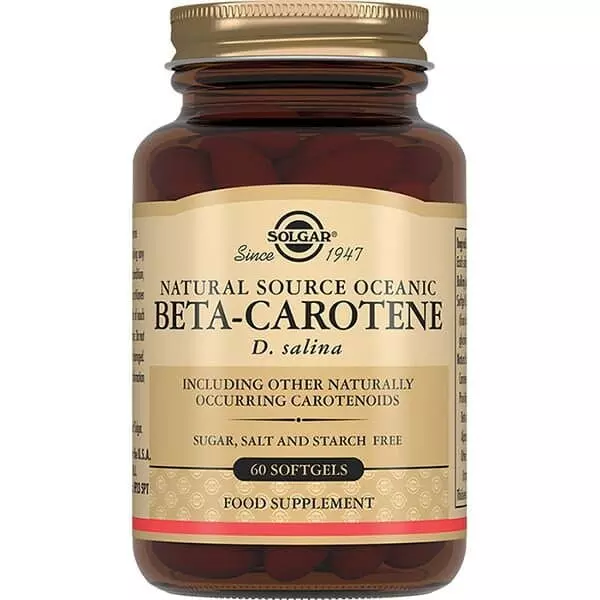 SOLGAR®
Since 1947
NATURAL SOURCE OCEANIC
BETA-CAROTENE
D. salina
INCLUDING OTHER NATURALLY
OCCURRING CAROTENOIDS
SUGAR, SALT AND STARCH FREE
60 SOFTGELS
FOOD SUPPLEMENT